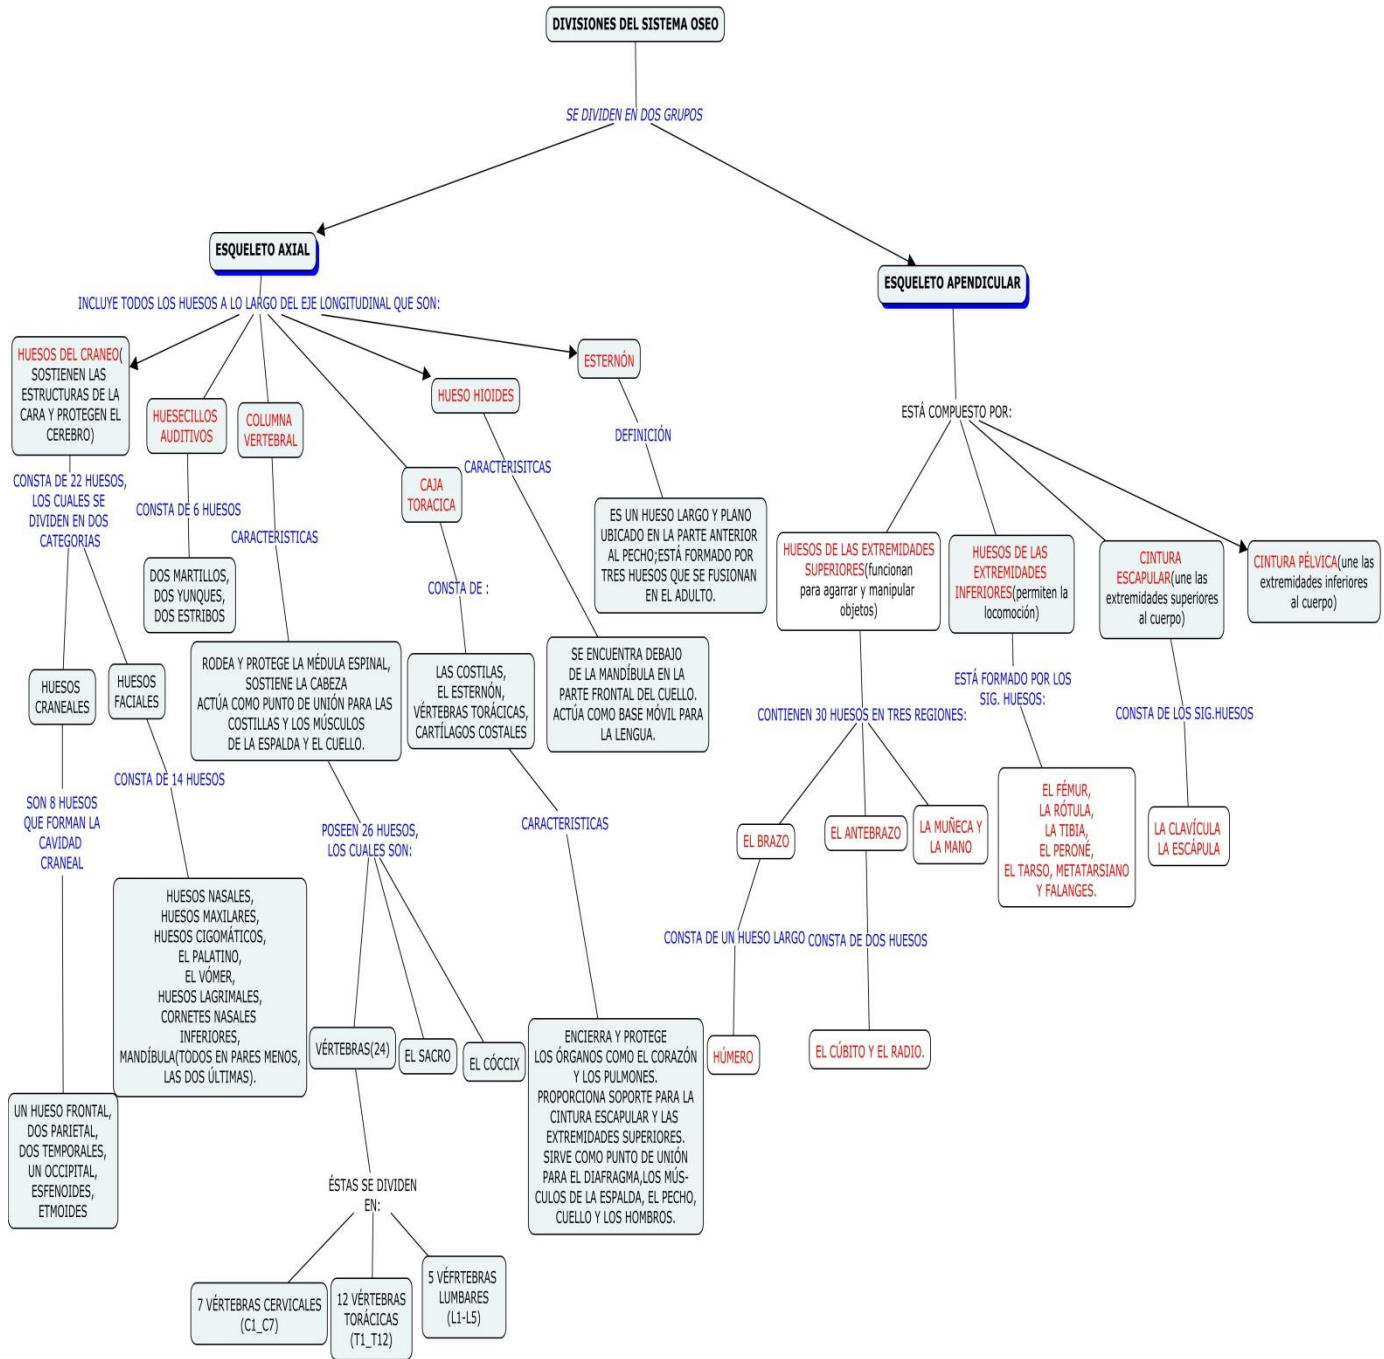 DIVISIONES DEL SISTEMA OSEO
SE DIVIDEN EN DOS GRUPOS
ESQUELETO AXIAL
INCLUYE TODOS LOS HUESOS A LO LARGO DEL EJE LONGITUDINAL QUE SON:
HUESOS DEL CRANEO(
SOSTIENEN LAS
ESTRUCTURAS DE LA
CARA Y PROTEGEN EL
CEREBRO)
CONSTA DE 22 HUESOS,
LOS CUALES SE
DIVIDEN EN DOS
CATEGORIAS
HUESOS
CRANEALES
SON 8 HUESOS
QUE FORMAN LA
CAVIDAD
CRANEAL
UN HUESO FRONTAL,
DOS PARIETAL,
DOS TEMPORALES,
UN OCCIPITAL,
ESFENOIDES,
ETMOIDES
HUESOS
FACIALES
CONSTA DE 14 HUESOS
HUESOS NASALES,
HUESOS MAXILARES,
HUESOS CIGOMÁTICOS,
EL PALATINO,
EL VÓMER,
HUESOS LAGRIMALES,
CORNETES NASALES
INFERIORES,
MANDÍBULA(TODOS EN PARES MENOS,
LAS DOS ÚLTIMAS).
HUESECILLOS
AUDITIVOS
CONSTA DE 6 HUESOS
DOS MARTILLOS,
DOS YUNQUES,
DOS ESTRIBOS
COLUMNA
VERTEBRAL
CARACTERISTICAS
RODEA Y PROTEGE LA MÉDULA ESPINAL,
SOSTIENE LA CABEZA
ACTÚA COMO PUNTO DE UNIÓN PARA LAS
COSTILLAS Y LOS MÚSCULOS
DE LA ESPALDA Y EL CUELLO.
POSEEN 26 HUESOS,
LOS CUALES SON:
VÉRTEBRAS(24)
EL SACRO
EL CÓCCIX
ÉSTAS SE DIVIDEN
EN:
7 VÉRTEBRAS CERVICALES
(C1_C7)
12 VÉRTEBRAS
TORÁCICAS
(T1_T12)
5 VÉFRTEBRAS
LUMBARES
(L1-L5)
CAJA
TORACICA
CONSTA DE :
LAS COSTILAS,
EL ESTERNÓN,
VÉRTEBRAS TORÁCICAS,
CARTÍLAGOS COSTALES
CARACTERISTICAS
ENCIERRA Y PROTEGE
LOS ÓRGANOS COMO EL CORAZÓN
Y LOS PULMONES.
PROPORCIONA SOPORTE PARA LA
CINTURA ESCAPULAR Y LAS
EXTREMIDADES SUPERIORES.
SIRVE COMO PUNTO DE UNIÓN
PARA EL DIAFRAGMA,LOS MÚS-
CULOS DE LA ESPALDA, EL PECHO,
CUELLO Y LOS HOMBROS.
HUESO HIOIDES
CARACTERISITCAS
SE ENCUENTRA DEBAJO
DE LA MANDÍBULA EN LA
PARTE FRONTAL DEL CUELLO.
ACTÚA COMO BASE MÓVIL PARA
LA LENGUA.
ESTERNÓN
DEFINICIÓN
ES UN HUESO LARGO Y PLANO
UBICADO EN LA PARTE ANTERIOR
AL PECHO;ESTÁ FORMADO POR
TRES HUESOS QUE SE FUSIONAN
EN EL ADULTO.
ESQUELETO APENDICULAR
ESTÁ COMPUESTO POR:
HUESOS DE LAS EXTREMIDADES
SUPERIORES(funcionan
para agarrar y manipular
objetos)
CONTIENEN 30 HUESOS EN TRES REGIONES:
EL BRAZO
CONSTA DE UN HUESO LARGO
HÚMERO
EL ANTEBRAZO
CONSTA DE DOS HUESOS
EL CÚBITO Y EL RADIO.
LA MUÑECA Y
LA MANO
HUESOS DE LAS
EXTREMIDADES
INFERIORES(permiten la
locomoción)
ESTÁ FORMADO POR LOS
SIG. HUESOS:
EL FÉMUR,
LA RÓTULA,
LA TIBIA,
EL PERONÉ,
EL TARSO, METATARSIANO
Y FALANGES.
CINTURA
ESCAPULAR(une las
extremidades superiores
al cuerpo)
CONSTA DE LOS SIG.HUESOS
LA CLAVÍCULA
LA ESCÁPULA
CINTURA PÉLVICA(une las
extremidades inferiores
al cuerpo)